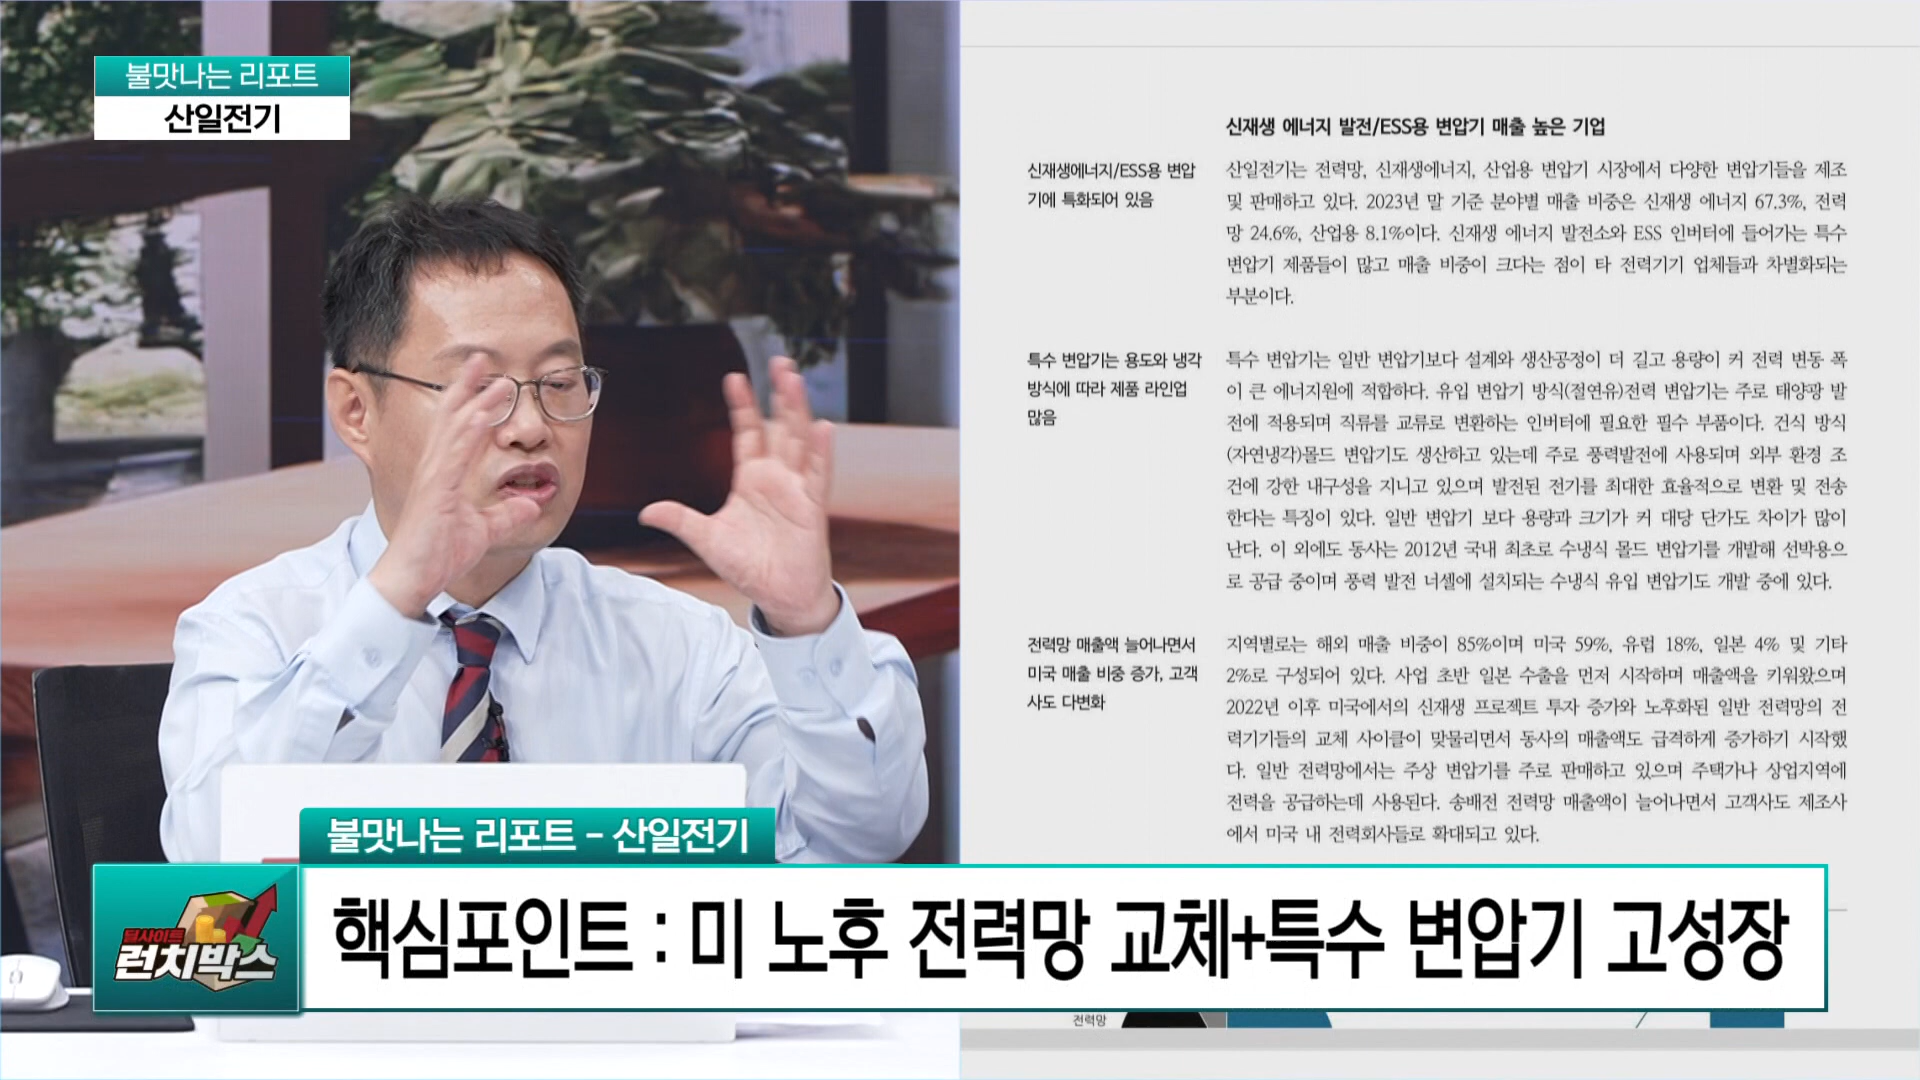 불맛나는 리포트
산일전기
신재생 에너지 발전/ESS용 변압기 매출 높은 기업
신재생에너지/ESS용 변압
기에 특화되어 있음
산일전기는 전력망, 신재생에너지, 산업용 변압기 시장에서 다양한 변압기들을 제조
및 판매하고 있다. 2023년 말 기준 분야별 매출 비중은 신재생 에너지 67.3%, 전력
망 24.6%, 산업용 8.1%이다. 신재생 에너지 발전소와 ESS 인버터에 들어가는 특수
변압기 제품들이 많고 매출 비중이 크다는 점이 타 전력기기 업체들과 차별화되는
부분이다.
특수 변압기는 용도와 냉각
방식에 따라 제품 라인업
많음
특수 변압기는 일반 변압기보다 설계와 생산공정이 더 길고 용량이 커 전력 변동 폭
이 큰 에너지원에 적합하다. 유입 변압기 방식(절연유)전력 변압기는 주로 태양광 발
전에 적용되며 직류를 교류로 변환하는 인버터에 필요한 필수 부품이다. 건식 방식
(자연냉각)몰드 변압기도 생산하고 있는데 주로 풍력발전에 사용되며 외부 환경 조
건에 강한 내구성을 지니고 있으며 발전된 전기를 최대한 효율적으로 변환 및 전송
한다는 특징이 있다. 일반 변압기 보다 용량과 크기가 커 대당 단가도 차이가 많이
난다. 이 외에도 동사는 2012년 국내 최초로 수냉식 몰드 변압기를 개발해 선박용으
로 공급 중이며 풍력 발전 너셀에 설치되는 수냉식 유입 변압기도 개발 중에 있다.
전력망 매출액 늘어나면서
미국 매출 비중 증가, 고객
사도 다변화
지역별로는 해외 매출 비중이 85%이며 미국 59%, 유럽 18%, 일본 4% 및 기타
2%로 구성되어 있다. 사업 초반 일본 수출을 먼저 시작하며 매출액을 키워왔으며
2022년 이후 미국에서의 신재생 프로젝트 투자 증가와 노후화된 일반 전력망의 전
력기기들의 교체 사이클이 맞물리면서 동사의 매출액도 급격하게 증가하기 시작했
다. 일반 전력망에서는 주상 변압기를 주로 판매하고 있으며 주택가나 상업지역에
전력을 공급하는데 사용된다. 송배전 전력망 매출액이 늘어나면서 고객사도 제조사
에서 미국 내 전력회사들로 확대되고 있다.
불맛나는 리포트 - 산일전기
딜사이트
런치박스
핵심포인트 : 미 노후 전력망 교체+특수 변압기 고성장
전력망